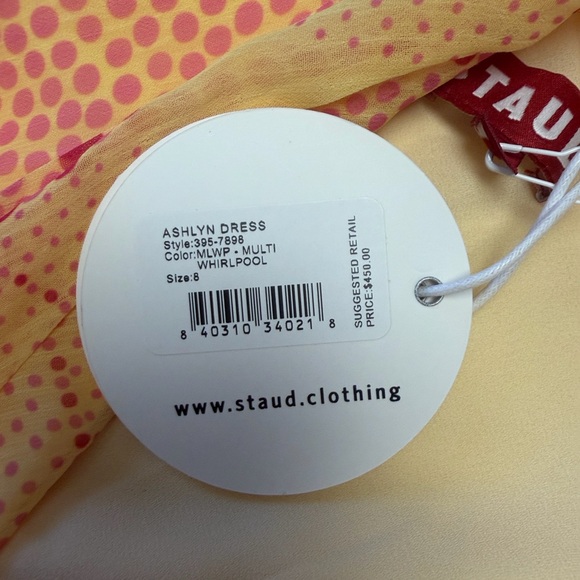 STAU
ASHLYN DRESS
Style:395-7898
Color:MLWP - MULTI
WHIRLPOOL
Size:8
8 40310 34021 8
SUGGESTED RETAIL
PRICE:$450.00
www.staud.clothing